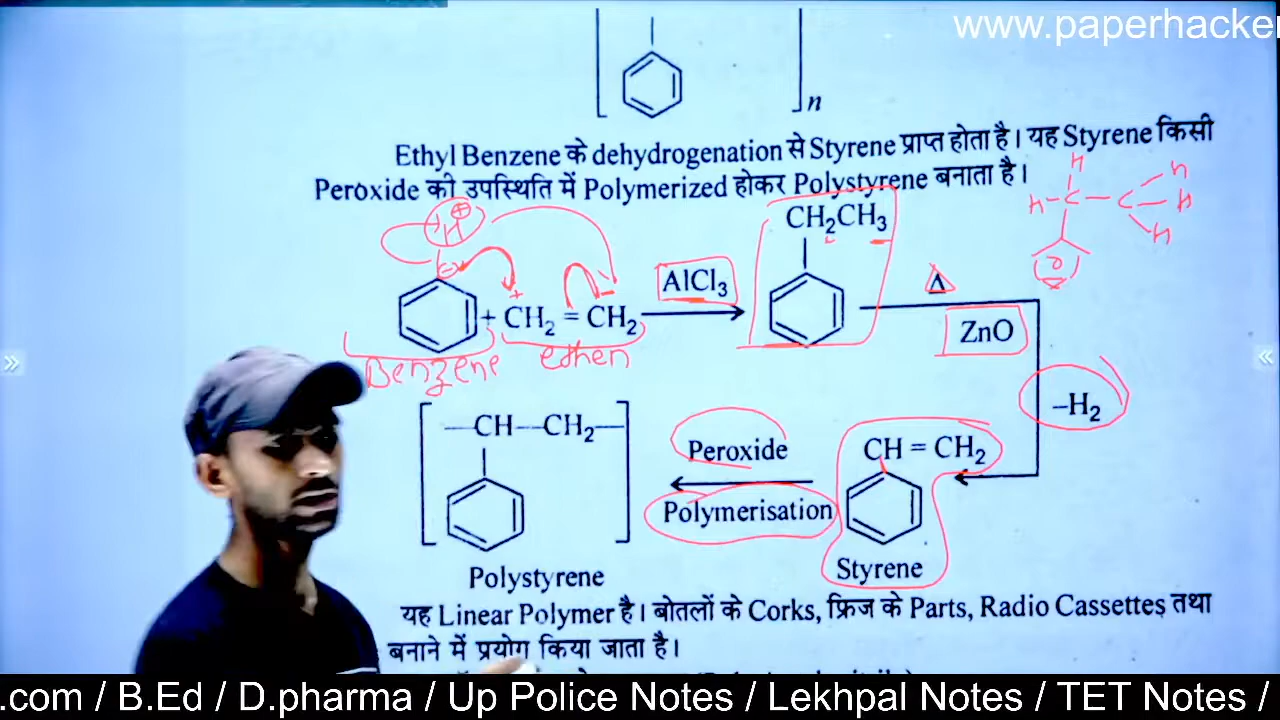 www.paperhacker
n
Ethyl Benzene के dehydrogenation से Styrene प्राप्त होता है। यह Styrene किसी
Peroxide की उपस्थिति में Polymerized होकर Polystyrene बनाता है।
CH2CH3
H
H
H – C – C – H
H
H⊕
⊖
+ CH2 = CH2
AlCl3
Δ
ZnO
Benzene
ethen
–H2
—CH—CH2—
Peroxide
Polymerisation
CH = CH2
Styrene
Polystyrene
यह Linear Polymer है। बोतलों के Corks, फ्रिज के Parts, Radio Cassettes तथा
बनाने में प्रयोग किया जाता है।
.com / B.Ed / D.pharma / Up Police Notes / Lekhpal Notes / TET Notes /